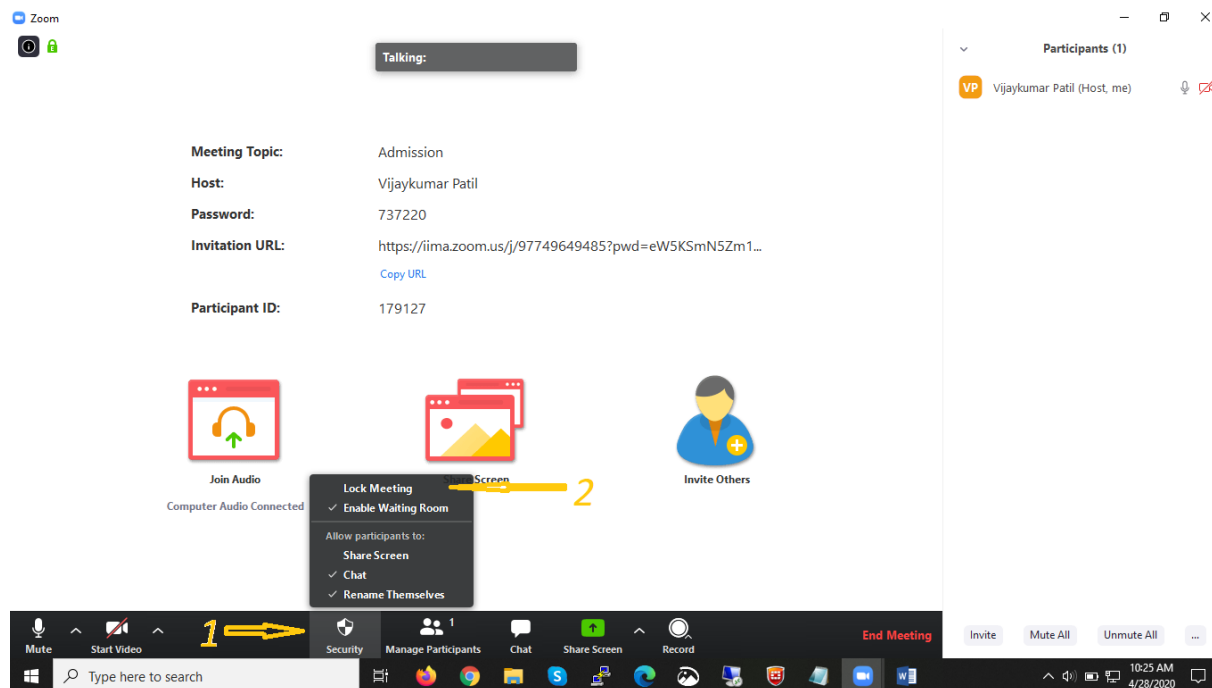 Zoom
Talking:
Participants (1)
VP Vijaykumar Patil (Host, me)
Meeting Topic: Admission
Host: Vijaykumar Patil
Password: 737220
Invitation URL: https://iima.zoom.us/j/97749649485?pwd=eW5KSmN5Zm1...
Copy URL
Participant ID: 179127
Join Audio
Share Screen
Invite Others
Computer Audio Connected
Lock Meeting
2
Enable Waiting Room
Allow participants to:
Share Screen
Chat
Rename Themselves
1
Mute
Start Video
Security
Manage Participants 1
Chat
Share Screen
Record
End Meeting
Invite
Mute All
Unmute All
...
Type here to search
10:25 AM
4/28/2020